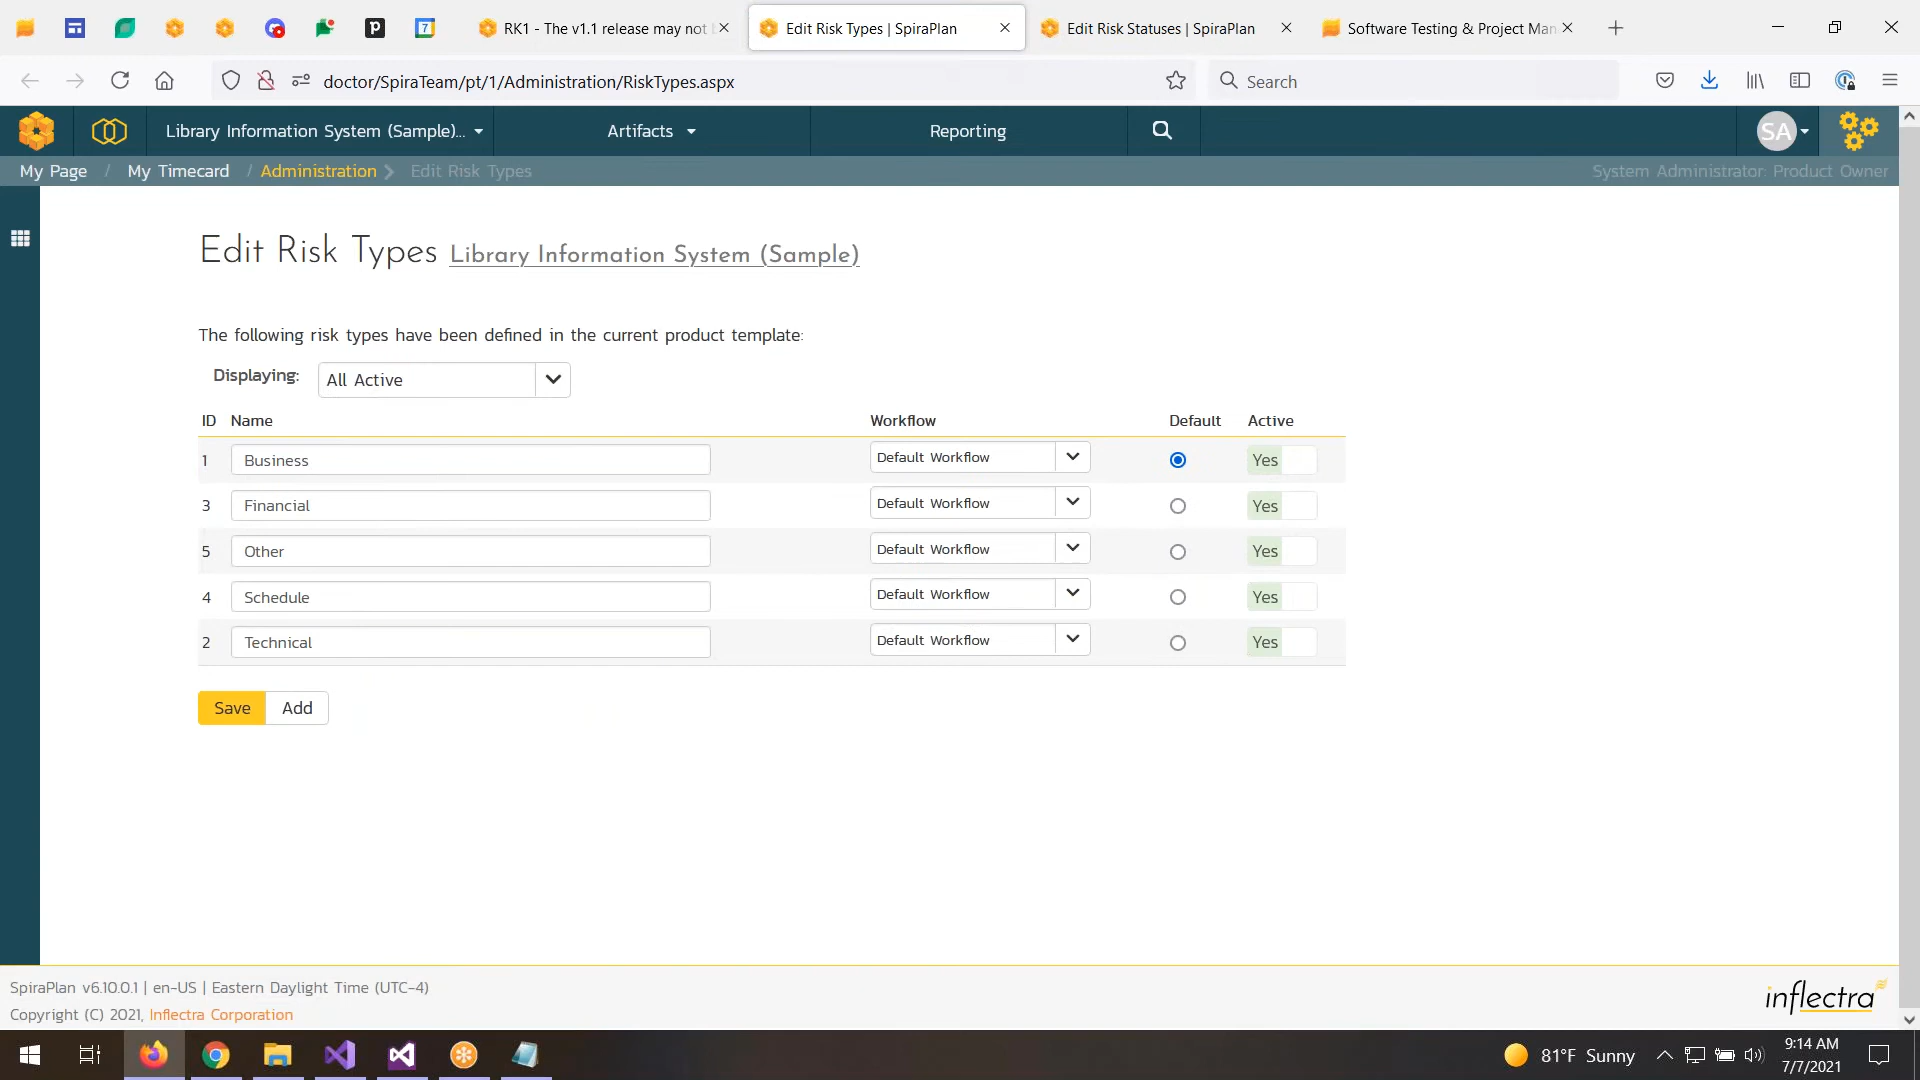 RK1 - The v1.1 release may not
Edit Risk Types | SpiraPlan
Edit Risk Statuses | SpiraPlan
Software Testing & Project Man
doctor/SpiraTeam/pt/1/Administration/RiskTypes.aspx
Search
Library Information System (Sample)...
Artifacts
Reporting
SA
My Page / My Timecard / Administration Edit Risk Types
System Administrator: Product Owner
Edit Risk Types Library Information System (Sample)
The following risk types have been defined in the current product template:
Displaying: All Active
ID Name Workflow Default Active
1 Business Default Workflow Yes
3 Financial Default Workflow Yes
5 Other Default Workflow Yes
4 Schedule Default Workflow Yes
2 Technical Default Workflow Yes
Save Add
SpiraPlan v6.10.0.1 | en-US | Eastern Daylight Time (UTC-4)
Copyright (C) 2021, Inflectra Corporation
inflectra
81°F Sunny
9:14 AM
7/7/2021